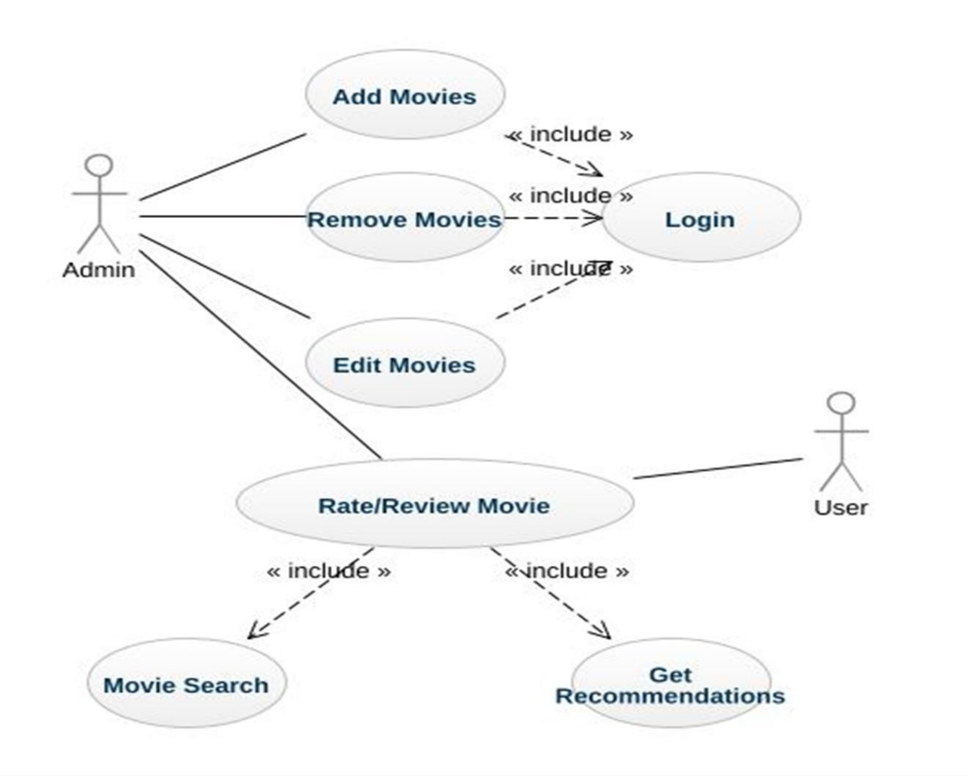 Add Movies
« include »
« include »
Remove Movies
Login
Admin
« include »
Edit Movies
Rate/Review Movie
User
« include »
« include »
Movie Search
Get
Recommendations